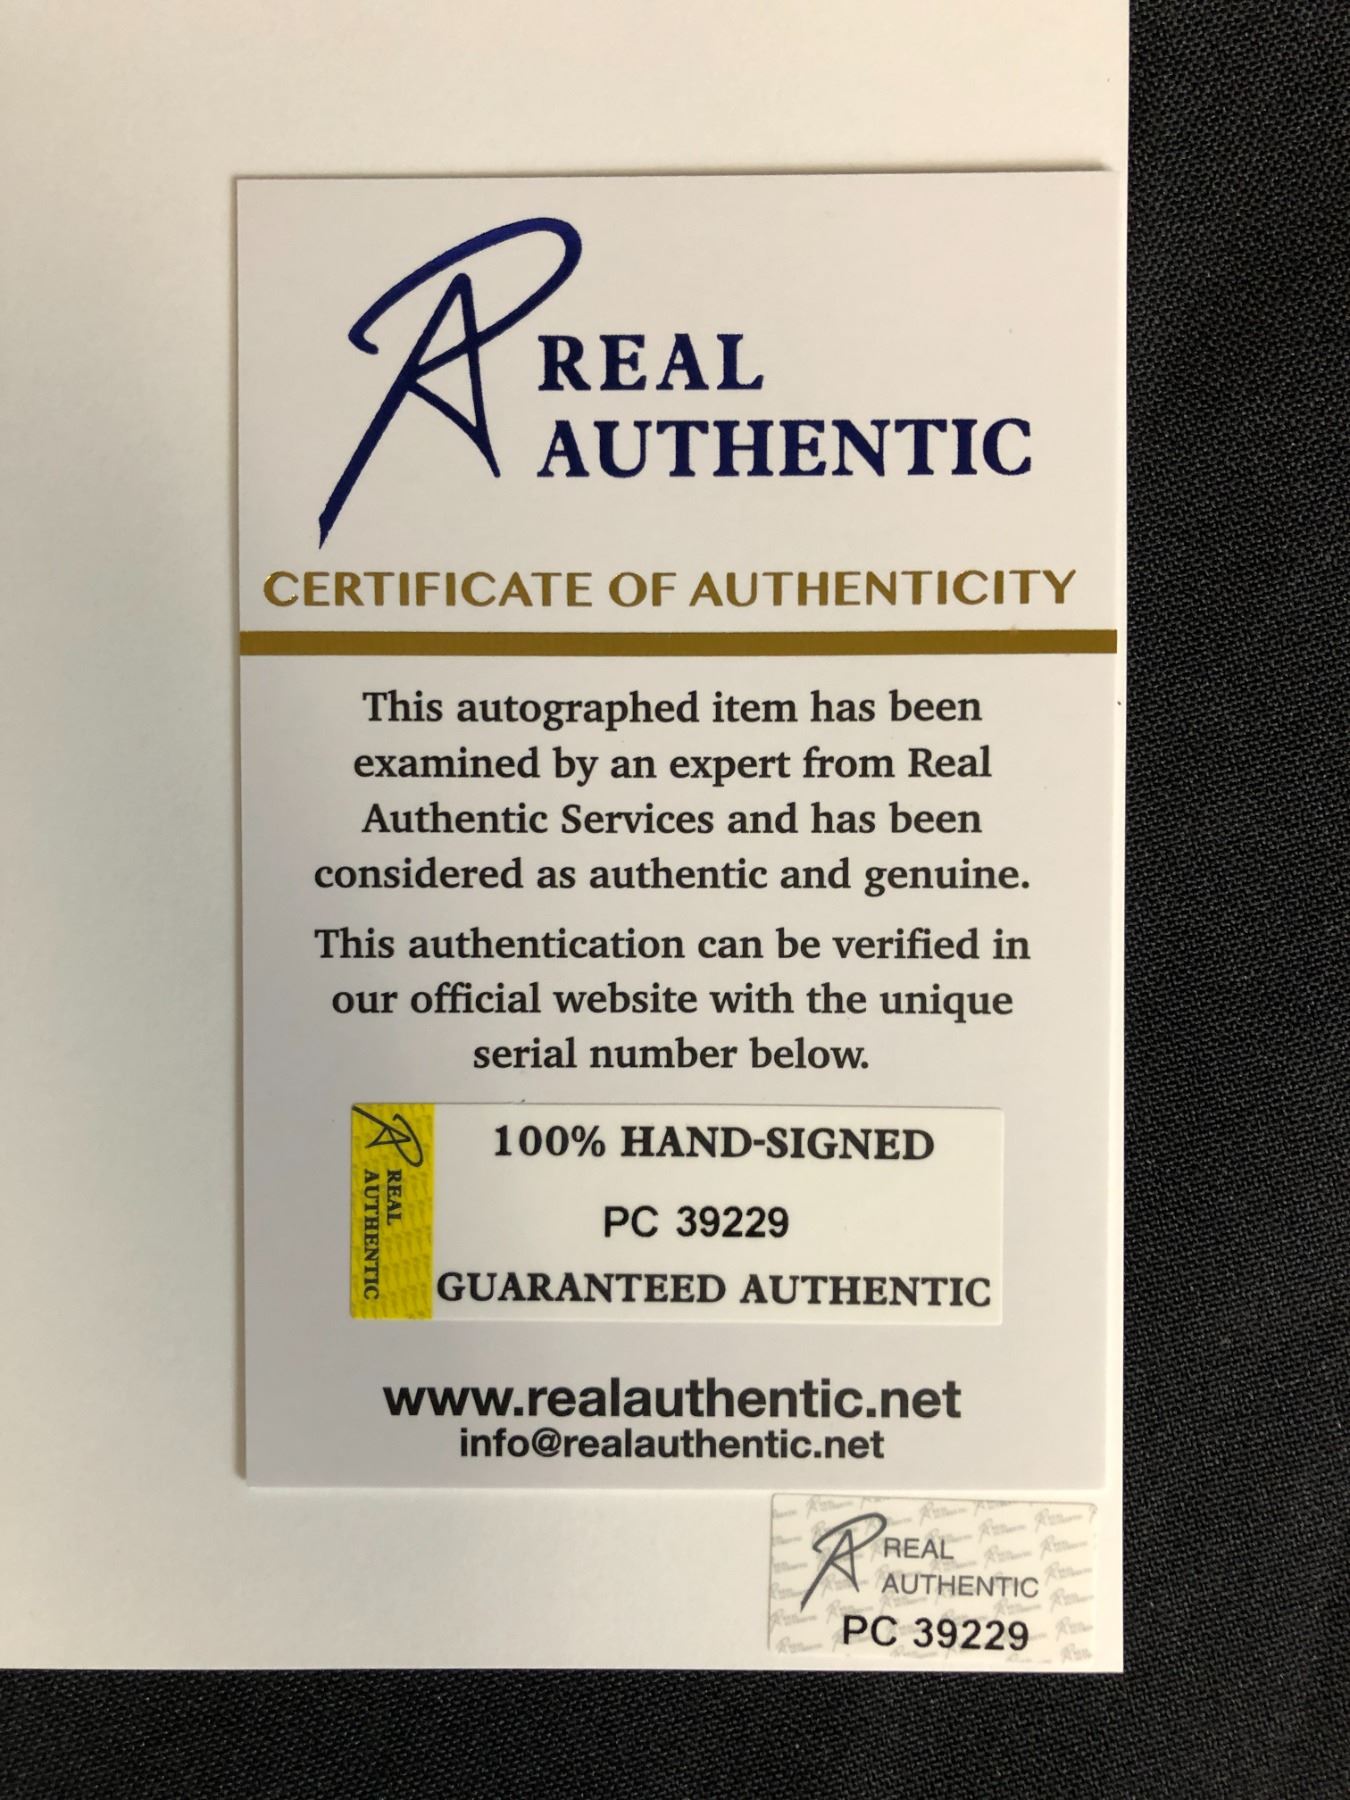 REAL
AUTHENTIC
CERTIFICATE OF AUTHENTICITY
This autographed item has been
examined by an expert from Real
Authentic Services and has been
considered as authentic and genuine.
This authentication can be verified in
our official website with the unique
serial number below.
REAL
AUTHENTIC
100% HAND-SIGNED
PC 39229
GUARANTEED AUTHENTIC
www.realauthentic.net
info@realauthentic.net
REAL
AUTHENTIC
PC 39229